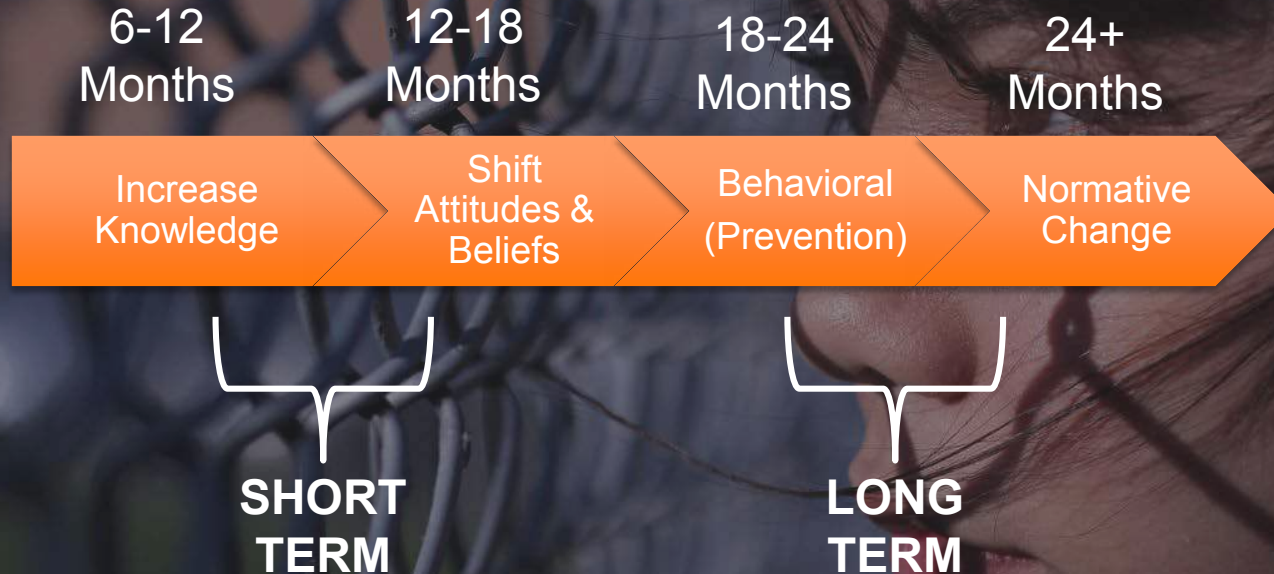 6-12
Months
12-18
Months
18-24
Months
24+
Months
Increase
Knowledge
Shift
Attitudes &
Beliefs
Behavioral
(Prevention)
Normative
Change
SHORT
TERM
LONG
TERM